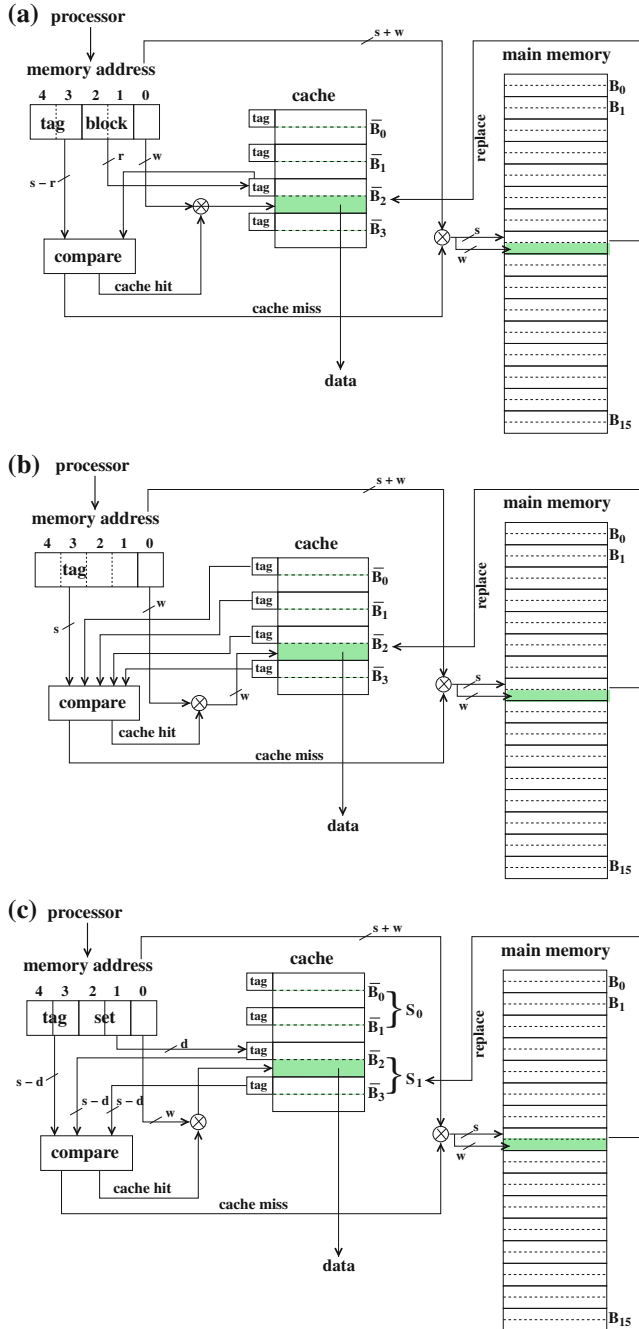 (a)
processor
s + w
memory address
main memory
4 3 2 1 0
tag block
cache
tag B̅0
tag B̅1
tag B̅2
tag B̅3
B0
B1
replace
r
w
s − r
compare
cache hit
cache miss
s
w
data
B15
(b)
processor
s + w
memory address
main memory
4 3 2 1 0
tag
cache
tag B̅0
tag B̅1
tag B̅2
tag B̅3
B0
B1
replace
w
s
compare
w
cache hit
cache miss
s
w
data
B15
(c)
processor
s + w
memory address
main memory
4 3 2 1 0
tag set
cache
tag B̅0
tag B̅1
S0
tag B̅2
tag B̅3
S1
B0
B1
replace
d
s − d
s − d
s − d
w
compare
cache hit
cache miss
s
w
data
B15